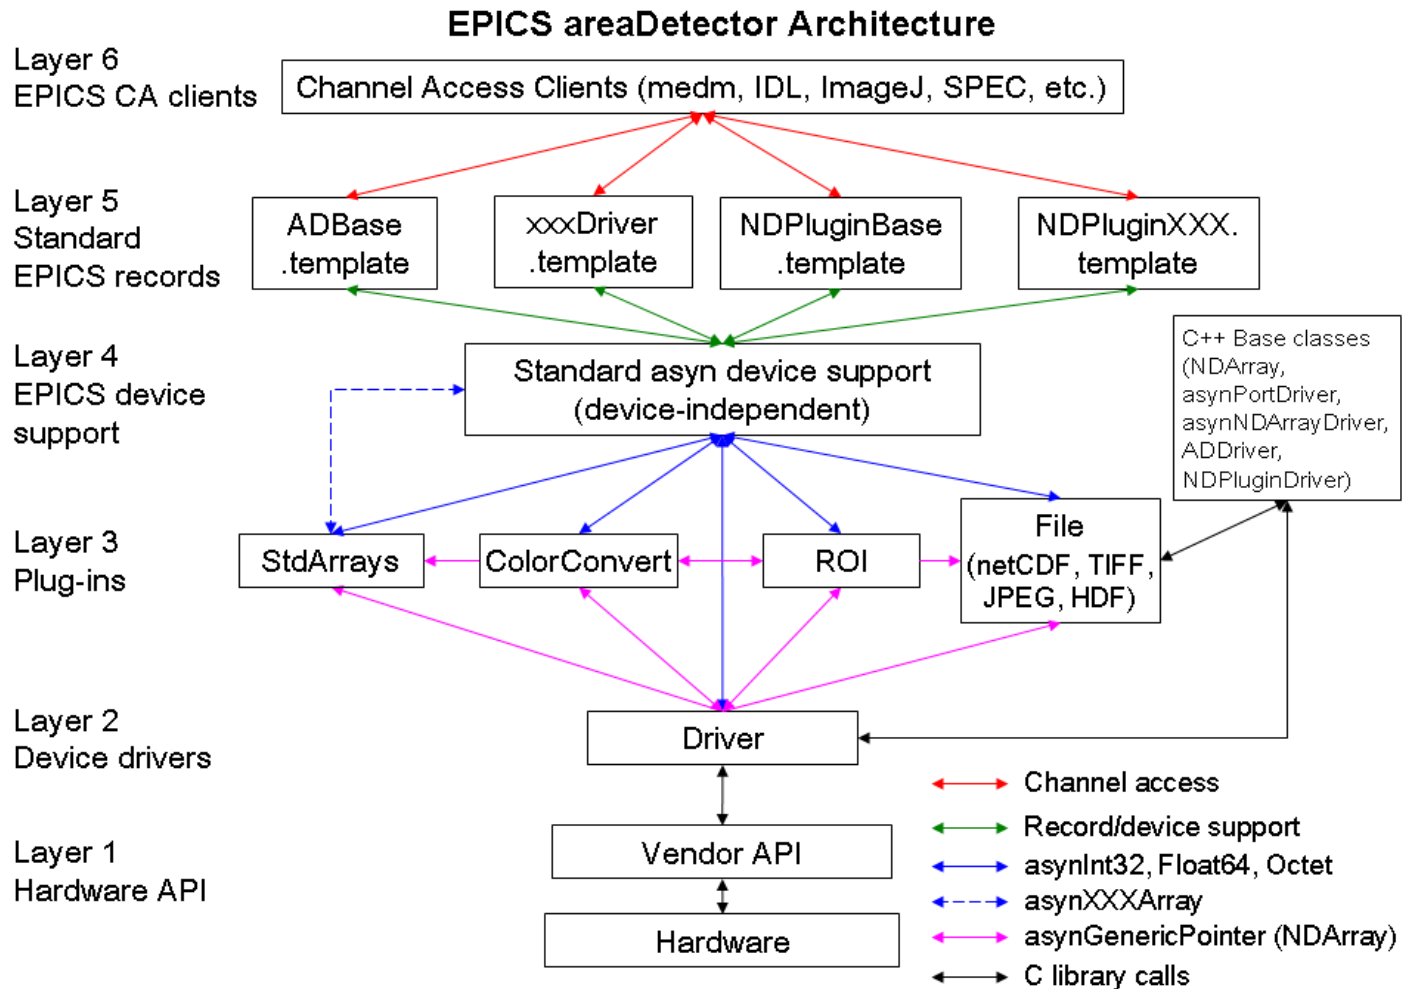 EPICS areaDetector Architecture
Layer 6
EPICS CA clients
Channel Access Clients (medm, IDL, ImageJ, SPEC, etc.)
Layer 5
Standard
EPICS records
ADBase
.template
xxxDriver
.template
NDPluginBase
.template
NDPluginXXX.
template
Layer 4
EPICS device
support
Standard asyn device support
(device-independent)
C++ Base classes
(NDArray,
asynPortDriver,
asynNDArrayDriver,
ADDriver,
NDPluginDriver)
Layer 3
Plug-ins
StdArrays
ColorConvert
ROI
File
(netCDF, TIFF,
JPEG, HDF)
Layer 2
Device drivers
Driver
Layer 1
Hardware API
Vendor API
Hardware
Channel access
Record/device support
asynInt32, Float64, Octet
asynXXXArray
asynGenericPointer (NDArray)
C library calls